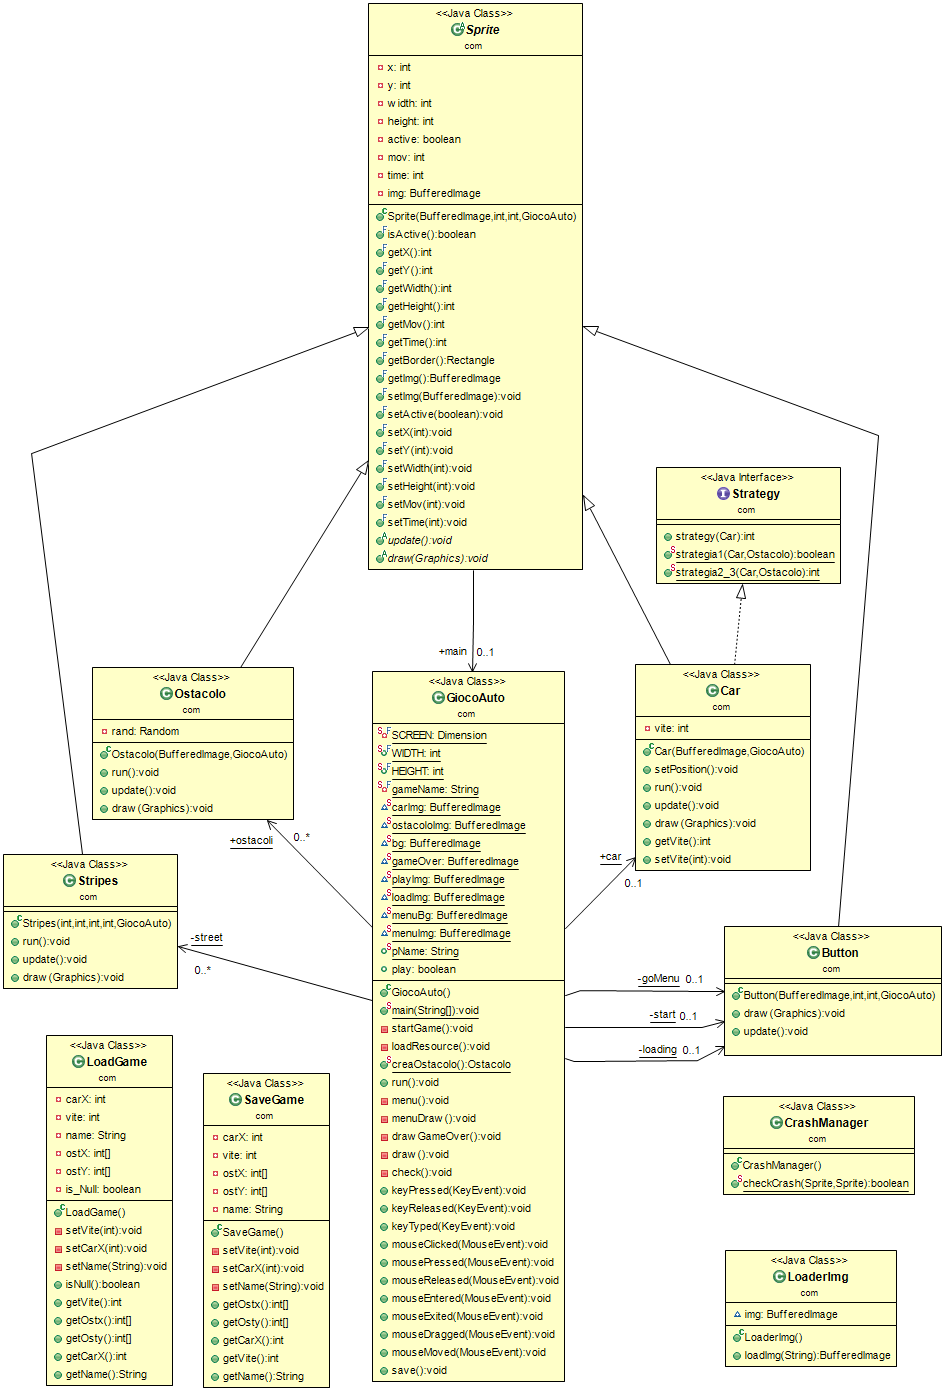 <<Java Class>>
Sprite
com
x: int
y: int
width: int
height: int
active: boolean
mov: int
time: int
img: BufferedImage
Sprite(BufferedImage,int,int,GiocoAuto)
isActive():boolean
getX():int
getY():int
getWidth():int
getHeight():int
getMov():int
getTime():int
getBorder():Rectangle
getImg():BufferedImage
setImg(BufferedImage):void
setActive(boolean):void
setX(int):void
setY(int):void
setWidth(int):void
setHeight(int):void
setMov(int):void
setTime(int):void
update():void
draw(Graphics):void
<<Java Interface>>
Strategy
com
strategy(Car):int
strategia1(Car,Ostacolo):boolean
strategia2_3(Car,Ostacolo):int
+main 0..1
<<Java Class>>
Ostacolo
com
rand: Random
Ostacolo(BufferedImage,GiocoAuto)
run():void
update():void
draw(Graphics):void
<<Java Class>>
GiocoAuto
com
SCREEN: Dimension
WIDTH: int
HEIGHT: int
gameName: String
carImg: BufferedImage
ostacoloImg: BufferedImage
bg: BufferedImage
gameOver: BufferedImage
playImg: BufferedImage
loadImg: BufferedImage
menuBg: BufferedImage
menuImg: BufferedImage
pName: String
play: boolean
GiocoAuto()
main(String[]):void
startGame():void
loadResource():void
creaOstacolo():Ostacolo
run():void
menu():void
menuDraw():void
drawGameOver():void
draw():void
check():void
keyPressed(KeyEvent):void
keyReleased(KeyEvent):void
keyTyped(KeyEvent):void
mouseClicked(MouseEvent):void
mousePressed(MouseEvent):void
mouseReleased(MouseEvent):void
mouseEntered(MouseEvent):void
mouseExited(MouseEvent):void
mouseDragged(MouseEvent):void
mouseMoved(MouseEvent):void
save():void
<<Java Class>>
Car
com
vite: int
Car(BufferedImage,GiocoAuto)
setPosition():void
run():void
update():void
draw(Graphics):void
getVite():int
setVite(int):void
+ostacoli 0..*
+car
0..1
<<Java Class>>
Stripes
com
Stripes(int,int,int,int,GiocoAuto)
run():void
update():void
draw(Graphics):void
-street
0..*
<<Java Class>>
Button
com
Button(BufferedImage,int,int,GiocoAuto)
draw(Graphics):void
update():void
-goMenu 0..1
-start 0..1
-loading 0..1
<<Java Class>>
LoadGame
com
carX: int
vite: int
name: String
ostX: int[]
ostY: int[]
is_Null: boolean
LoadGame()
setVite(int):void
setCarX(int):void
setName(String):void
isNull():boolean
getVite():int
getOstx():int[]
getOsty():int[]
getCarX():int
getName():String
<<Java Class>>
SaveGame
com
carX: int
vite: int
ostX: int[]
ostY: int[]
name: String
SaveGame()
setVite(int):void
setCarX(int):void
setName(String):void
getOstx():int[]
getOsty():int[]
getCarX():int
getVite():int
getName():String
<<Java Class>>
CrashManager
com
CrashManager()
checkCrash(Sprite,Sprite):boolean
<<Java Class>>
LoaderImg
com
img: BufferedImage
LoaderImg()
loadImg(String):BufferedImage